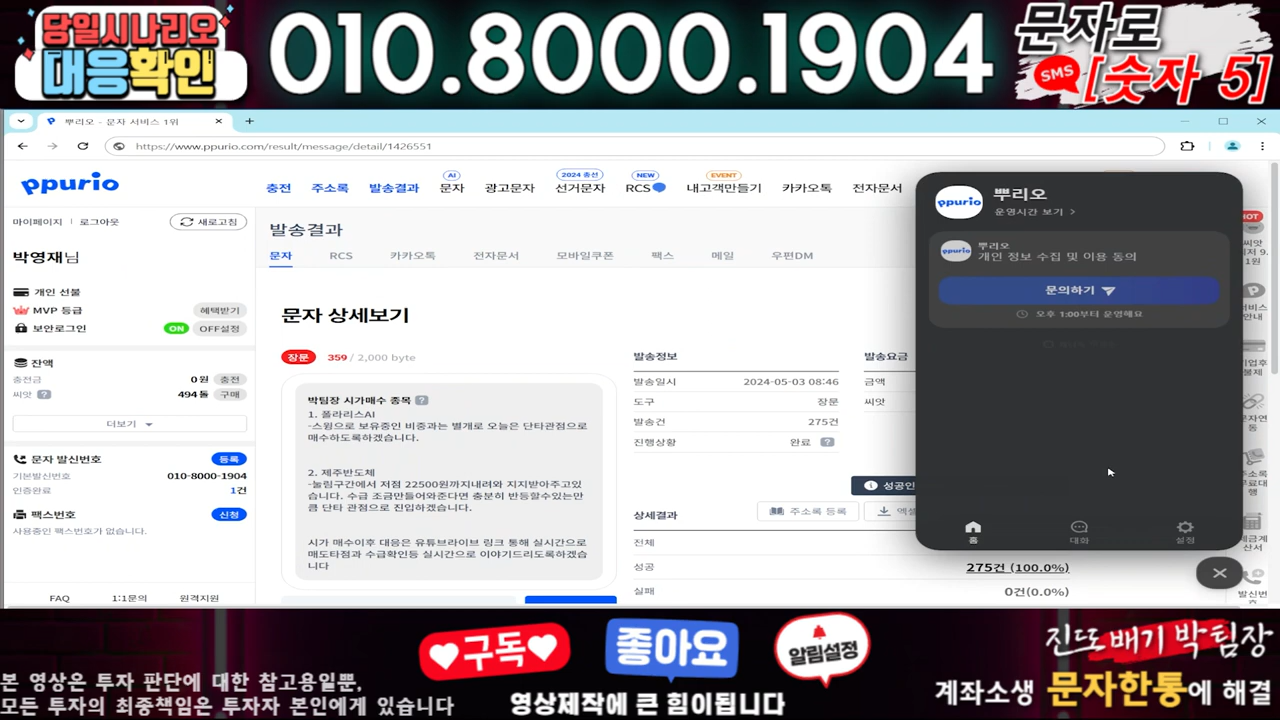 당일시나리오
대응확인
010.8000.1904
문자로
SMS
[숫자 5]
뿌리오 - 문자 서비스 1위
https://www.ppurio.com/result/message/detail/1426551
ppurio
충전
주소록
발송결과
AI
문자
광고문자
2024 총선
선거문자
NEW
RCS
EVENT
내고객만들기
카카오톡
전자문서
마이페이지
로그아웃
새로고침
박영재님
개인 선불
MVP 등급
혜택받기
보안로그인
ON
OFF설정
잔액
충전금
0원
충전
씨앗 ?
494톨
구매
더보기
문자 발신번호
등록
기본발신번호
010-8000-1904
인증완료
1건
팩스번호
신청
사용중인 팩스번호가 없습니다.
FAQ
1:1문의
원격지원
발송결과
문자
RCS
카카오톡
전자문서
모바일쿠폰
팩스
메일
우편DM
문자 상세보기
장문
359 / 2,000 byte
박팀장 시가매수 종목 ?
1. 폴라리스AI
-스윙으로 보유중인 비중과는 별개로 오늘은 단타관점으로
매수하도록하겠습니다.
2. 제주반도체
-눌림구간에서 저점 22500원까지내려와 지지받아주고있
습니다. 수급 조금만들어와준다면 충분히 반등할수있는만
큼 단타 관점으로 진입하겠습니다.
시가 매수이후 대응은 유튜브라이브 링크 통해 실시간으로
매도타점과 수급확인등 실시간으로 이야기드리도록하겠습
니다
발송정보
발송일시
2024-05-03 08:46
도구
장문
발송건
275건
진행상황
완료 ?
발송요금
금액
씨앗
성공인
상세결과
주소록 등록
엑셀
전체
성공
275건 (100.0%)
실패
0건(0.0%)
ppurio
뿌리오
운영시간 보기 >
ppurio
뿌리오
개인 정보 수집 및 이용 동의
문의하기
오후 1:00부터 운영해요
홈
대화
설정
HOT
본 영상은 투자 판단에 대한 참고용일뿐,
모든 투자의 최종책임은 투자자 본인에게 있습니다
구독
좋아요
알림설정
영상제작에 큰 힘이됩니다
진또배기 박팀장
계좌소생 문자한통에 해결